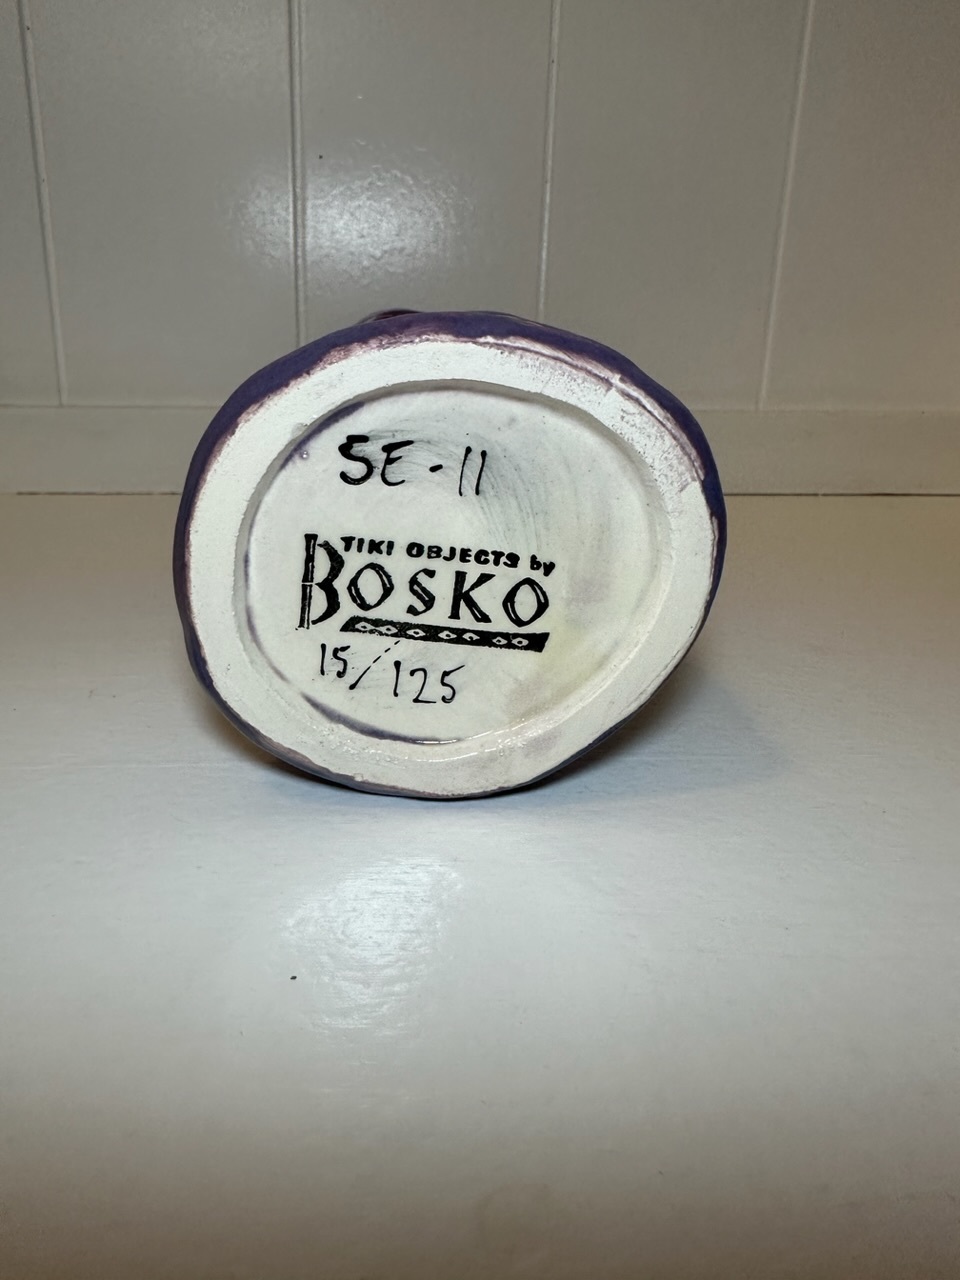 SE-11
TIKI OBJECTS by
BOSKO
15/125